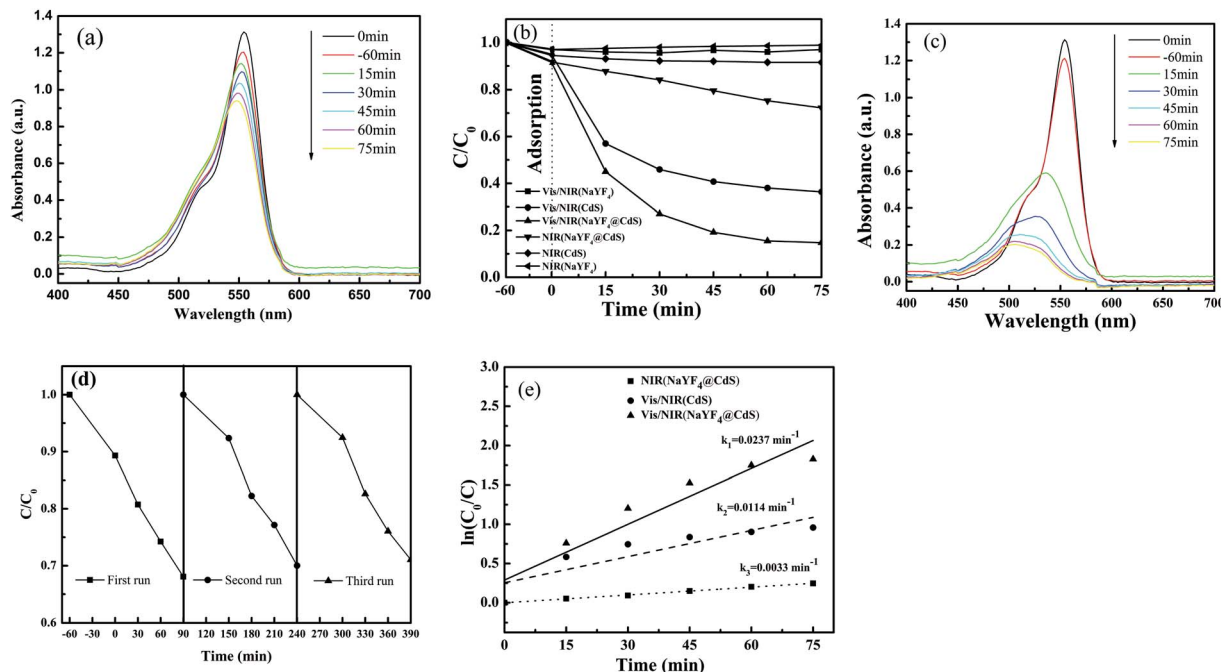 (a)
0min
-60min
15min
30min
45min
60min
75min
1.4
1.2
1.0
0.8
0.6
0.4
0.2
0.0
Absorbance (a.u.)
400 450 500 550 600 650 700
Wavelength (nm)
(b)
1.0
0.8
0.6
0.4
0.2
0.0
C/C₀
Adsorption
Vis/NIR(NaYF₄)
Vis/NIR(CdS)
Vis/NIR(NaYF₄@CdS)
NIR(NaYF₄@CdS)
NIR(CdS)
NIR(NaYF₄)
-60 0 15 30 45 60 75
Time (min)
(c)
0min
-60min
15min
30min
45min
60min
75min
1.4
1.2
1.0
0.8
0.6
0.4
0.2
0.0
Absorbance (a.u.)
400 450 500 550 600 650 700
Wavelength (nm)
(d)
1.0
0.9
0.8
0.7
0.6
C/C₀
First run
Second run
Third run
-60 -30 0 30 60 90 120 150 180 210 240 270 300 330 360 390
Time (min)
(e)
NIR(NaYF₄@CdS)
Vis/NIR(CdS)
Vis/NIR(NaYF₄@CdS)
3.0
2.5
2.0
1.5
1.0
0.5
0.0
ln(C₀/C)
k₁=0.0237 min⁻¹
k₂=0.0114 min⁻¹
k₃=0.0033 min⁻¹
0 15 30 45 60 75
Time (min)